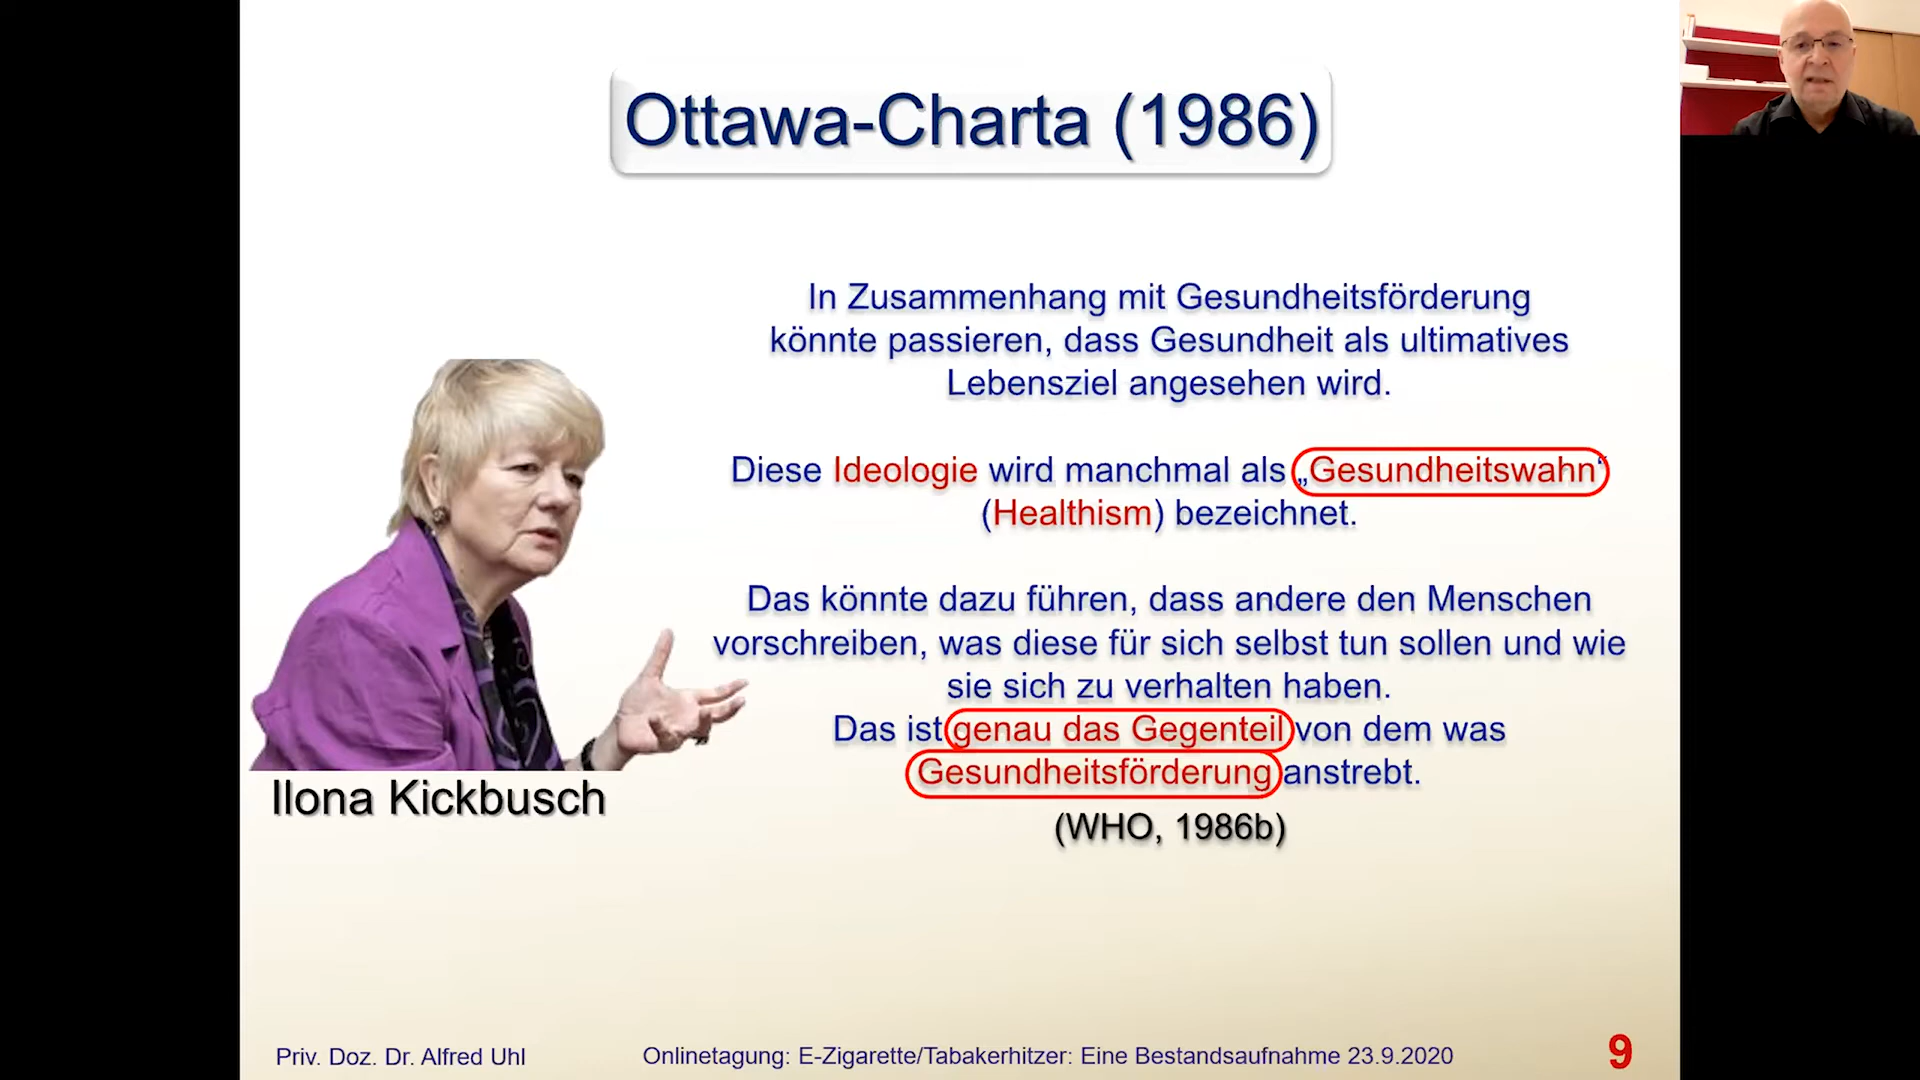 Ottawa-Charta (1986)
In Zusammenhang mit Gesundheitsförderung
könnte passieren, dass Gesundheit als ultimatives
Lebensziel angesehen wird.
Diese Ideologie wird manchmal als „Gesundheitswahn“
(Healthism) bezeichnet.
Das könnte dazu führen, dass andere den Menschen
vorschreiben, was diese für sich selbst tun sollen und wie
sie sich zu verhalten haben.
Das ist genau das Gegenteil von dem was
Gesundheitsförderung anstrebt.
(WHO, 1986b)
Ilona Kickbusch
Priv. Doz. Dr. Alfred Uhl
Onlinetagung: E-Zigarette/Tabakerhitzer: Eine Bestandsaufnahme 23.9.2020
9